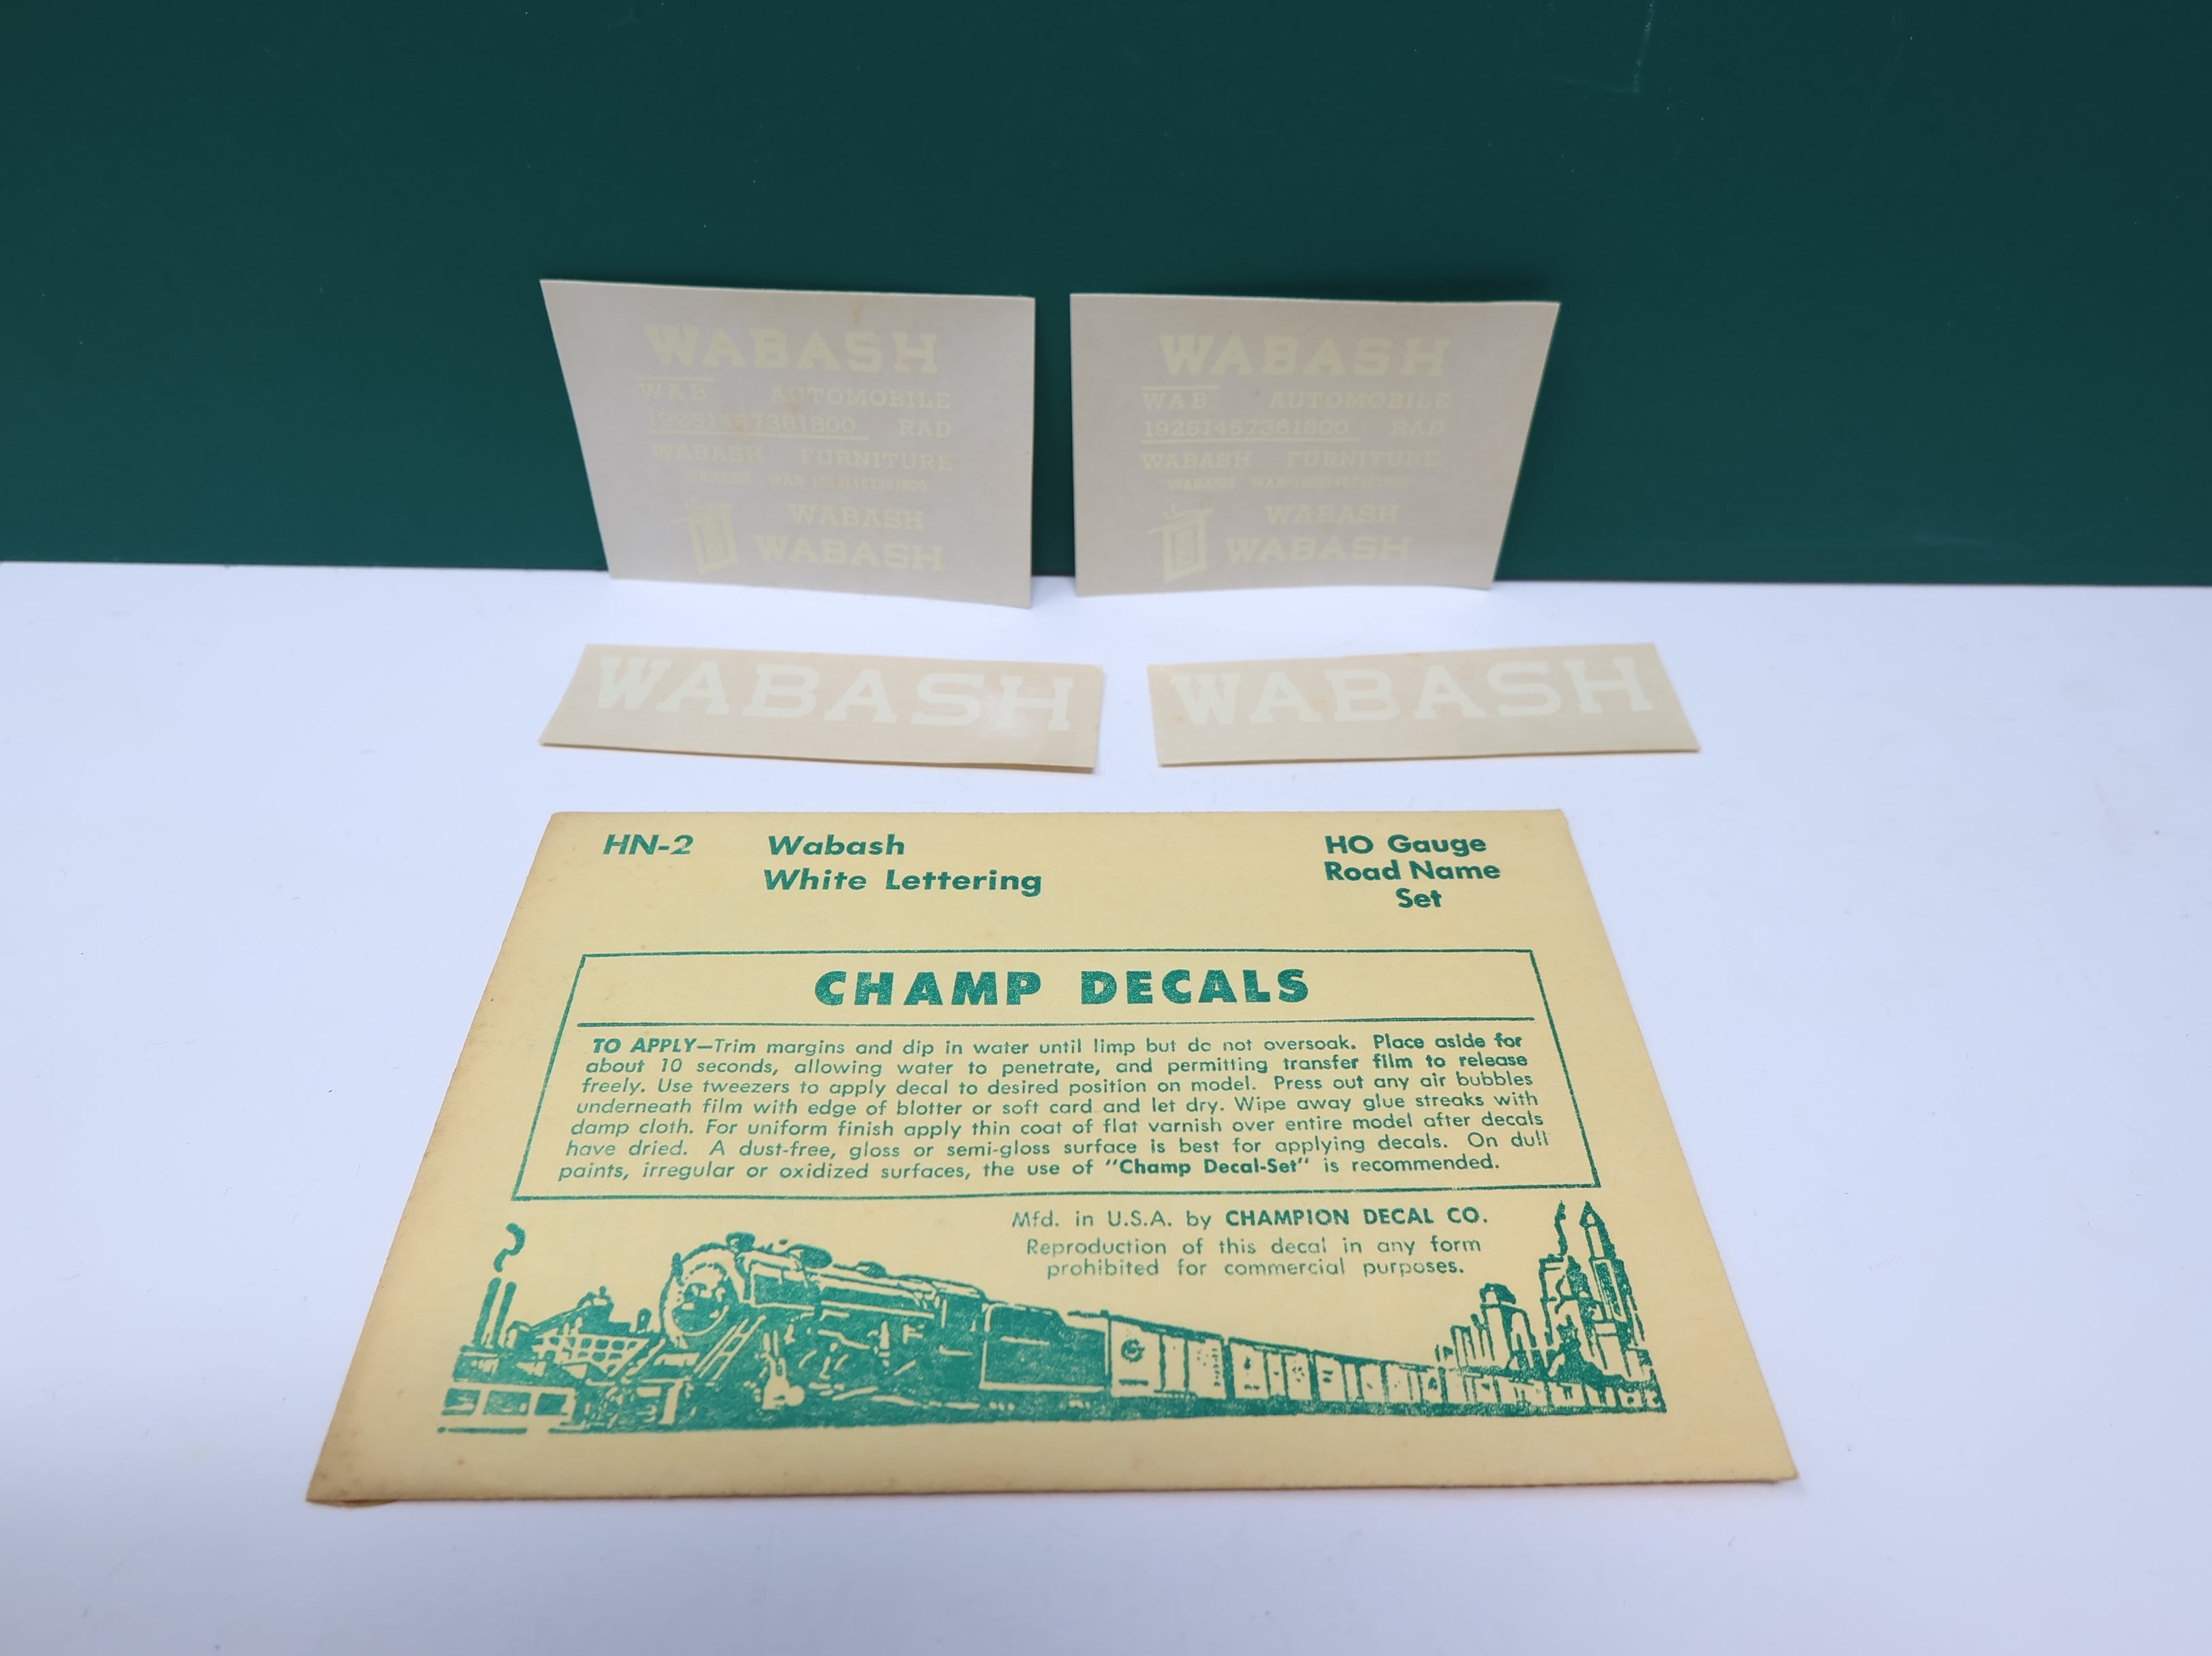 WABASH
WAB AUTOMOBILE
19251457361800 RAD
WABASH FURNITURE
WABASH WAB
WABASH
WABASH
WABASH
WAB AUTOMOBILE
19251457361800 RAD
WABASH FURNITURE
WABASH WAB
WABASH
WABASH
WABASH
WABASH
HN-2 Wabash
White Lettering
HO Gauge
Road Name
Set
CHAMP DECALS
TO APPLY—Trim margins and dip in water until limp but do not oversoak. Place aside for
about 10 seconds, allowing water to penetrate, and permitting transfer film to release
freely. Use tweezers to apply decal to desired position on model. Press out any air bubbles
underneath film with edge of blotter or soft card and let dry. Wipe away glue streaks with
damp cloth. For uniform finish apply thin coat of flat varnish over entire model after decals
have dried. A dust-free, gloss or semi-gloss surface is best for applying decals. On dull
paints, irregular or oxidized surfaces, the use of "Champ Decal-Set" is recommended.
Mfd. in U.S.A. by CHAMPION DECAL CO.
Reproduction of this decal in any form
prohibited for commercial purposes.